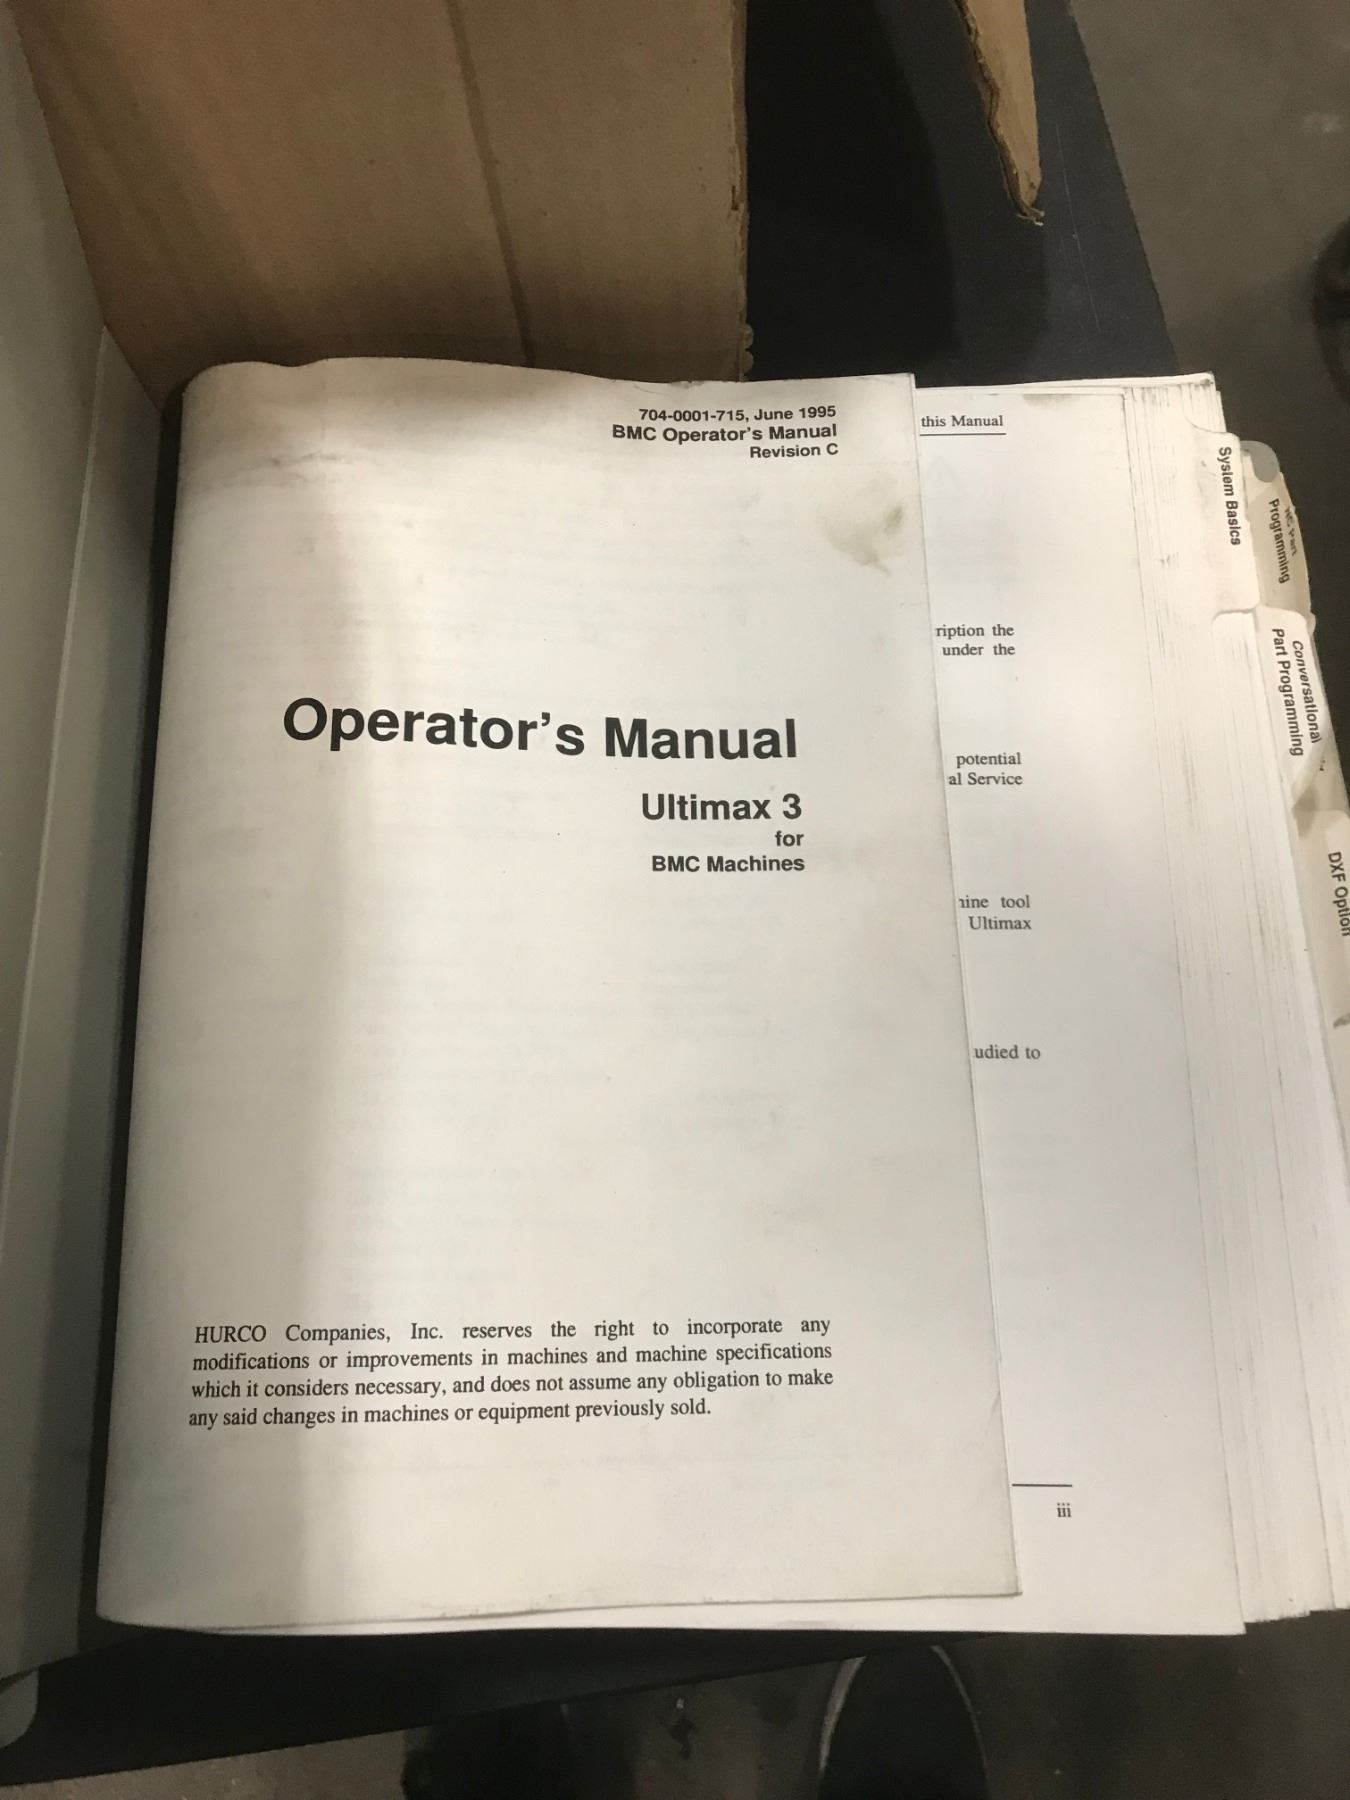 704-0001-715, June 1995
BMC Operator's Manual
Revision C
Operator's Manual
Ultimax 3
for
BMC Machines
HURCO Companies, Inc. reserves the right to incorporate any
modifications or improvements in machines and machine specifications
which it considers necessary, and does not assume any obligation to make
any said changes in machines or equipment previously sold.
this Manual
ription the
under the
potential
al Service
nine tool
Ultimax
udied to
iii
System Basics
Part
Programming
Conversational
Part Programming
DXF Option